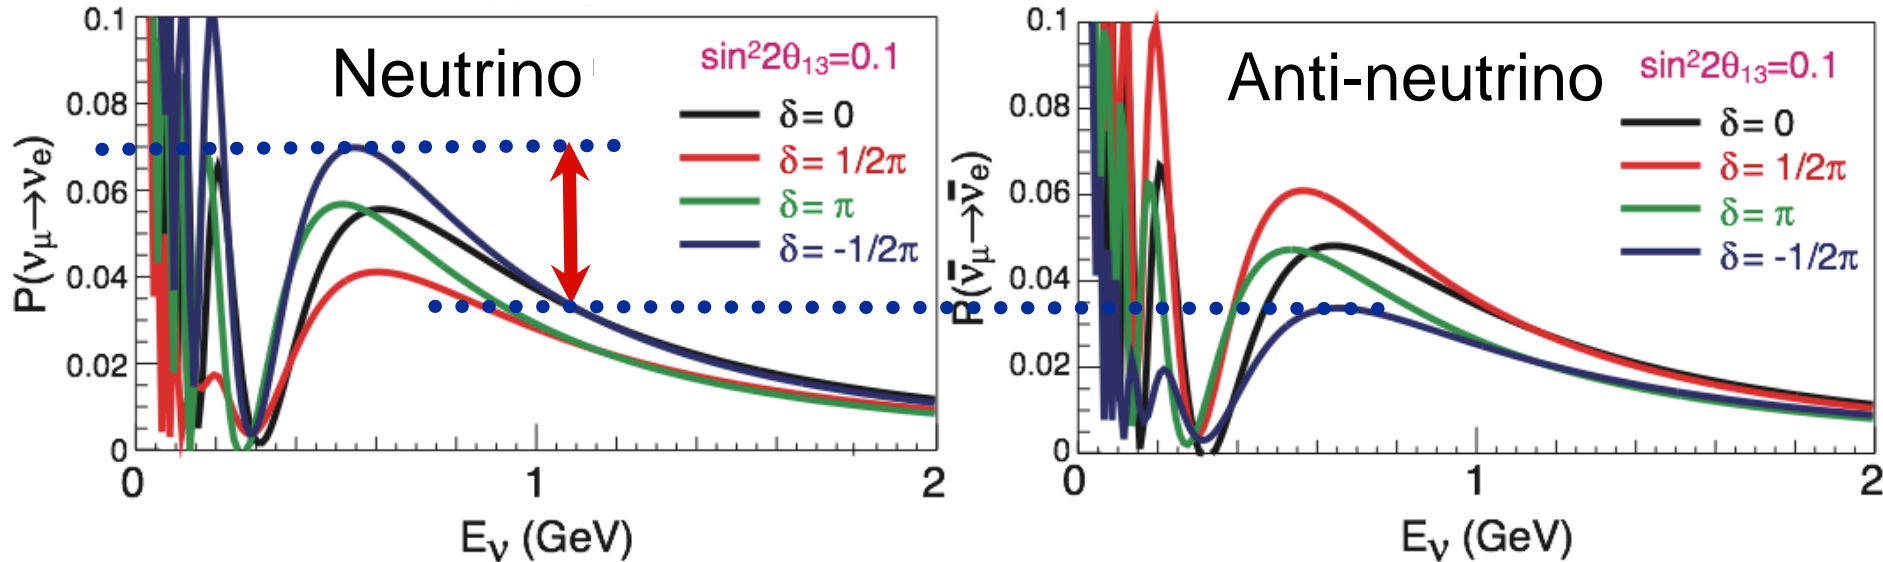 0.1
0.08
0.06
0.04
0.02
0
P(νμ→νe)
Neutrino
sin²2θ₁₃=0.1
δ= 0
δ= 1/2π
δ= π
δ= -1/2π
0 1 2
Eν (GeV)
0.1
0.08
0.06
0.04
0.02
0
P(ν̄μ→ν̄e)
Anti-neutrino
sin²2θ₁₃=0.1
δ= 0
δ= 1/2π
δ= π
δ= -1/2π
0 1 2
Eν (GeV)